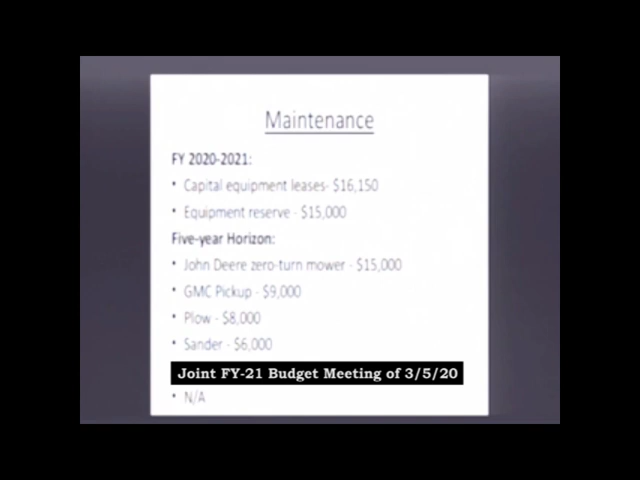 Maintenance
FY 2020-2021:
• Capital equipment leases- $16,150
• Equipment reserve - $15,000
Five-year Horizon:
• John Deere zero-turn mower - $15,000
• GMC Pickup - $9,000
• Plow - $8,000
• Sander - $6,000
Joint FY-21 Budget Meeting of 3/5/20
• N/A